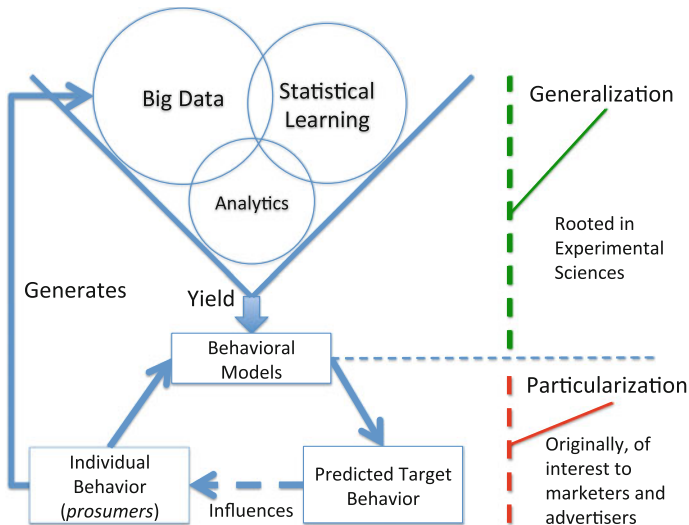 Big Data
Statistical
Learning
Analytics
Generalization
Rooted in
Experimental
Sciences
Generates
Yield
Behavioral
Models
Particularization
Individual
Behavior
(prosumers)
Influences
Predicted Target
Behavior
Originally, of
interest to
marketers and
advertisers